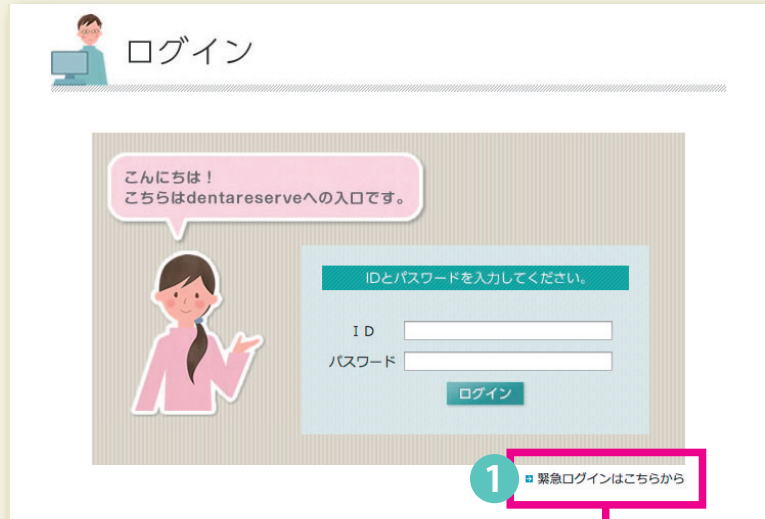 ログイン
こんにちは！
こちらはdentareserveへの入口です。
IDとパスワードを入力してください。
ＩＤ
パスワード
ログイン
1
緊急ログインはこちらから